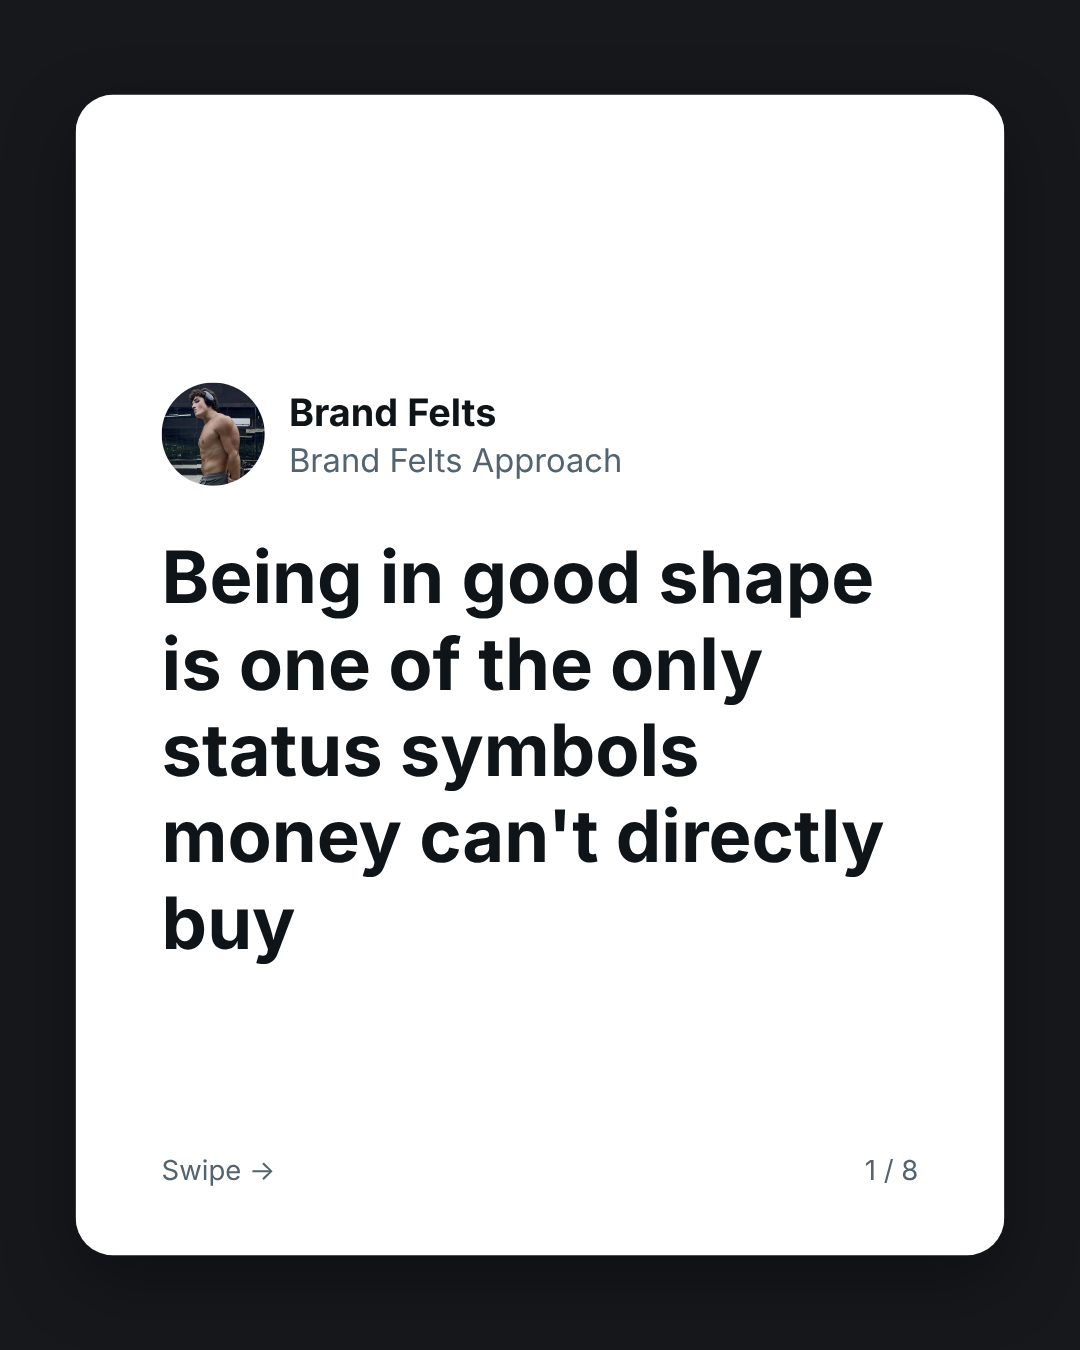 Brand Felts
Brand Felts Approach
Being in good shape
is one of the only
status symbols
money can't directly
buy
Swipe →
1 / 8